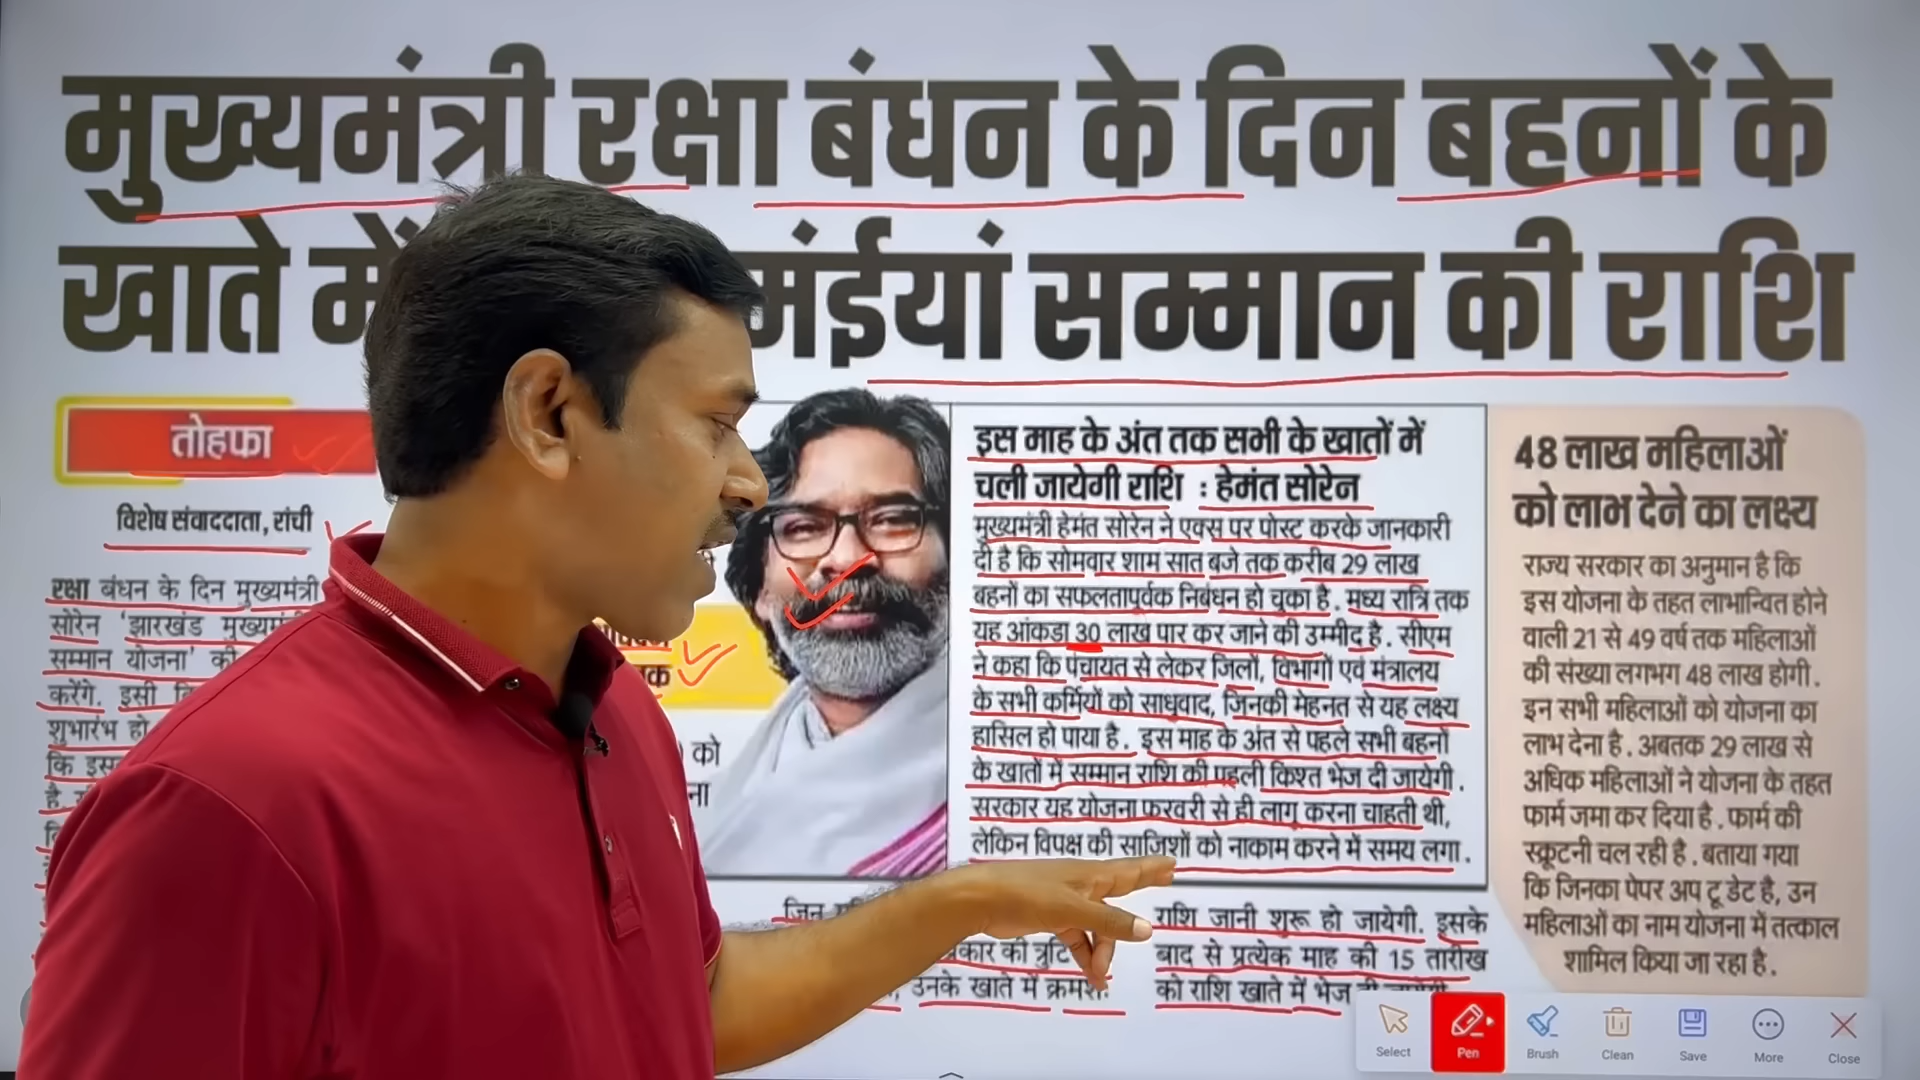 मुख्यमंत्री रक्षा बंधन के दिन बहनों के
खाते में मंईयां सम्मान की राशि
तोहफा
विशेष संवाददाता, रांची
रक्षा बंधन के दिन मुख्यमंत्री
सोरेन 'झारखंड
सम्मान योजना' की
करेंगे. इसी
शुभारंभ हो
कि इस
है.
को
इस माह के अंत तक सभी के खातों में
चली जायेगी राशि : हेमंत सोरेन
मुख्यमंत्री हेमंत सोरेन ने एक्स पर पोस्ट करके जानकारी
दी है कि सोमवार शाम सात बजे तक करीब 29 लाख
बहनों का सफलतापूर्वक निबंधन हो चुका है. मध्य रात्रि तक
यह आंकड़ा 30 लाख पार कर जाने की उम्मीद है. सीएम
ने कहा कि पंचायत से लेकर जिलों, विभागों एवं मंत्रालय
के सभी कर्मियों को साधुवाद, जिनकी मेहनत से यह लक्ष्य
हासिल हो पाया है. इस माह के अंत से पहले सभी बहनों
के खातों में सम्मान राशि की पहली किश्त भेज दी जायेगी.
सरकार यह योजना फरवरी से ही लागू करना चाहती थी,
लेकिन विपक्ष की साजिशों को नाकाम करने में समय लगा.
जिन
की त्रुटि
उनके खाते में क्रमशः
राशि जानी शुरू हो जायेगी. इसके
बाद से प्रत्येक माह की 15 तारीख
को राशि खाते में भेज
48 लाख महिलाओं
को लाभ देने का लक्ष्य
राज्य सरकार का अनुमान है कि
इस योजना के तहत लाभान्वित होने
वाली 21 से 49 वर्ष तक महिलाओं
की संख्या लगभग 48 लाख होगी.
इन सभी महिलाओं को योजना का
लाभ देना है. अबतक 29 लाख से
अधिक महिलाओं ने योजना के तहत
फार्म जमा कर दिया है. फार्म की
स्क्रूटनी चल रही है. बताया गया
कि जिनका पेपर अप टू डेट है, उन
महिलाओं का नाम योजना में तत्काल
शामिल किया जा रहा है.
Select
Pen
Brush
Clean
Save
More
Close